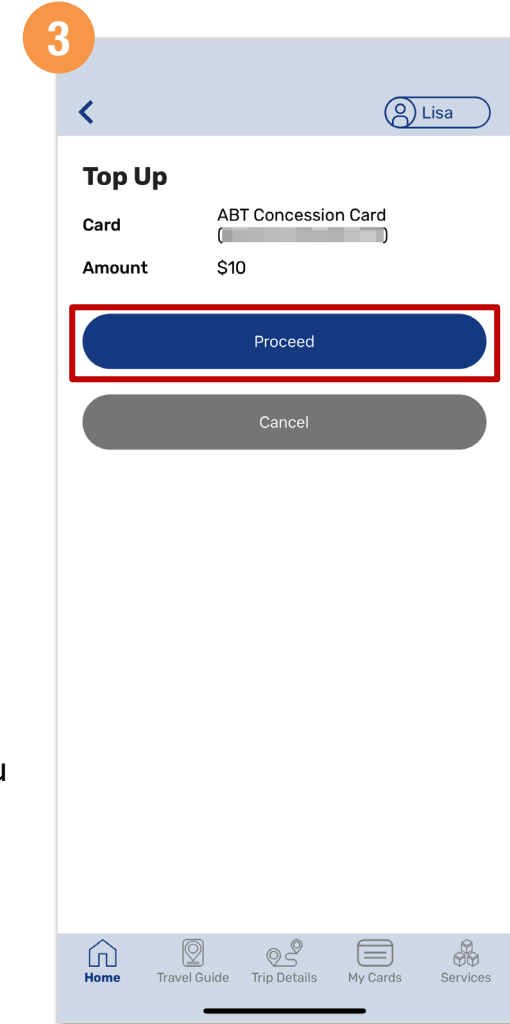 3
Lisa
Top Up
Card ABT Concession Card
( )
Amount $10
Proceed
Cancel
u
Home Travel Guide Trip Details My Cards Services